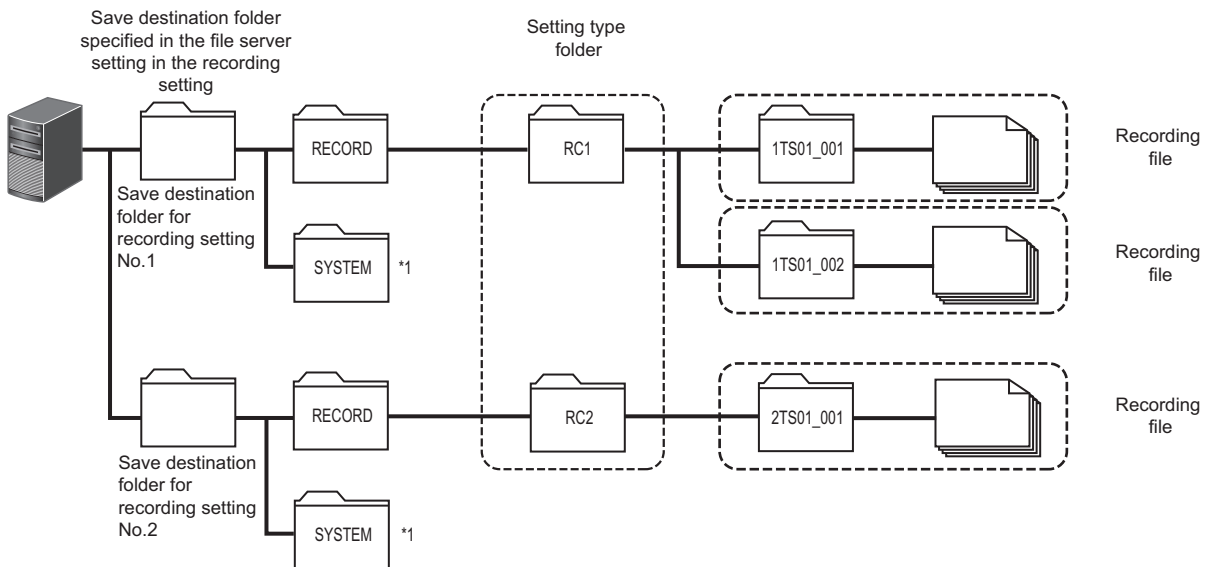 Save destination folder
specified in the file server
setting in the recording
setting
Setting type
folder
RECORD
RC1
1TS01_001
Recording
file
Save destination
folder for
recording setting
No.1
SYSTEM
*1
1TS01_002
Recording
file
RECORD
RC2
2TS01_001
Recording
file
Save destination
folder for
recording setting
No.2
SYSTEM
*1